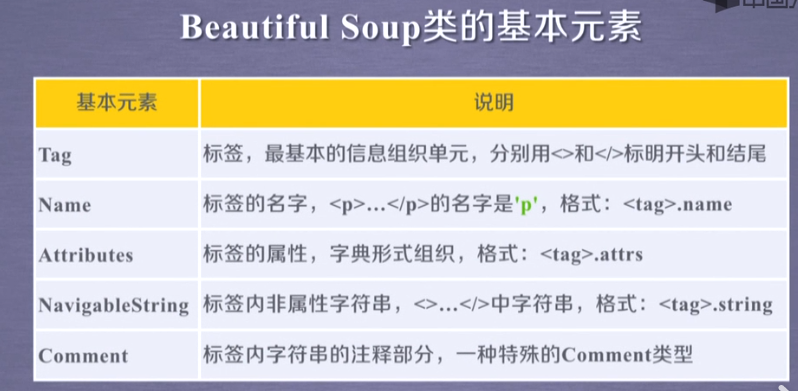 Beautiful Soup类的基本元素
基本元素 说明
Tag 标签，最基本的信息组织单元，分别用<>和</>标明开头和结尾
Name 标签的名字，<p>…</p>的名字是'p'，格式：<tag>.name
Attributes 标签的属性，字典形式组织，格式：<tag>.attrs
NavigableString 标签内非属性字符串，<>…</>中字符串，格式：<tag>.string
Comment 标签内字符串的注释部分，一种特殊的Comment类型